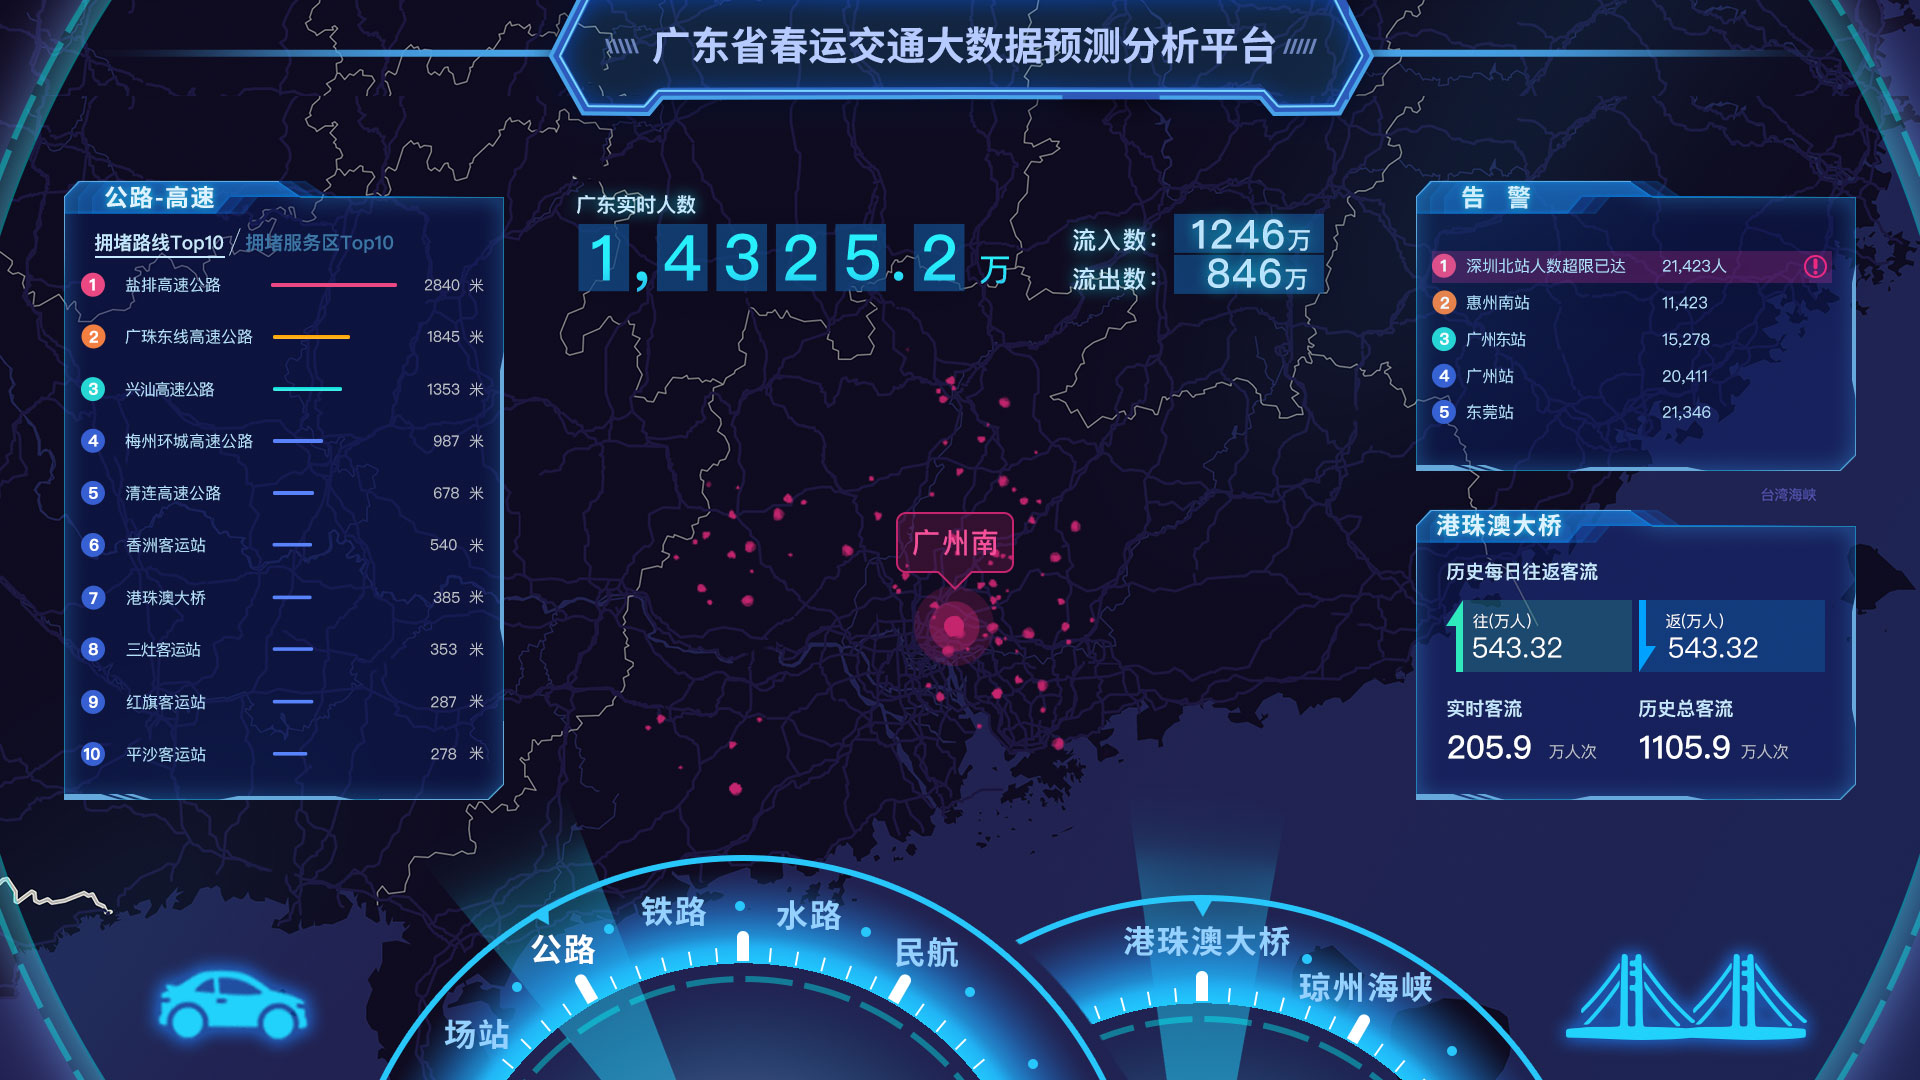 广东省春运交通大数据预测分析平台
公路-高速
拥堵路线Top10 / 拥堵服务区Top10
1 盐排高速公路 2840 米
2 广珠东线高速公路 1845 米
3 兴汕高速公路 1353 米
4 梅州环城高速公路 987 米
5 清连高速公路 678 米
6 香洲客运站 540 米
7 港珠澳大桥 385 米
8 三灶客运站 353 米
9 红旗客运站 287 米
10 平沙客运站 278 米
广东实时人数
1,4325.2 万
流入数: 1246万
流出数: 846万
广州南
告 警
1 深圳北站人数超限已达 21,423人
2 惠州南站 11,423
3 广州东站 15,278
4 广州站 20,411
5 东莞站 21,346
台湾海峡
港珠澳大桥
历史每日往返客流
往(万人) 返(万人)
543.32 543.32
实时客流 历史总客流
205.9 万人次 1105.9 万人次
场站
公路
铁路
水路
民航
港珠澳大桥
琼州海峡